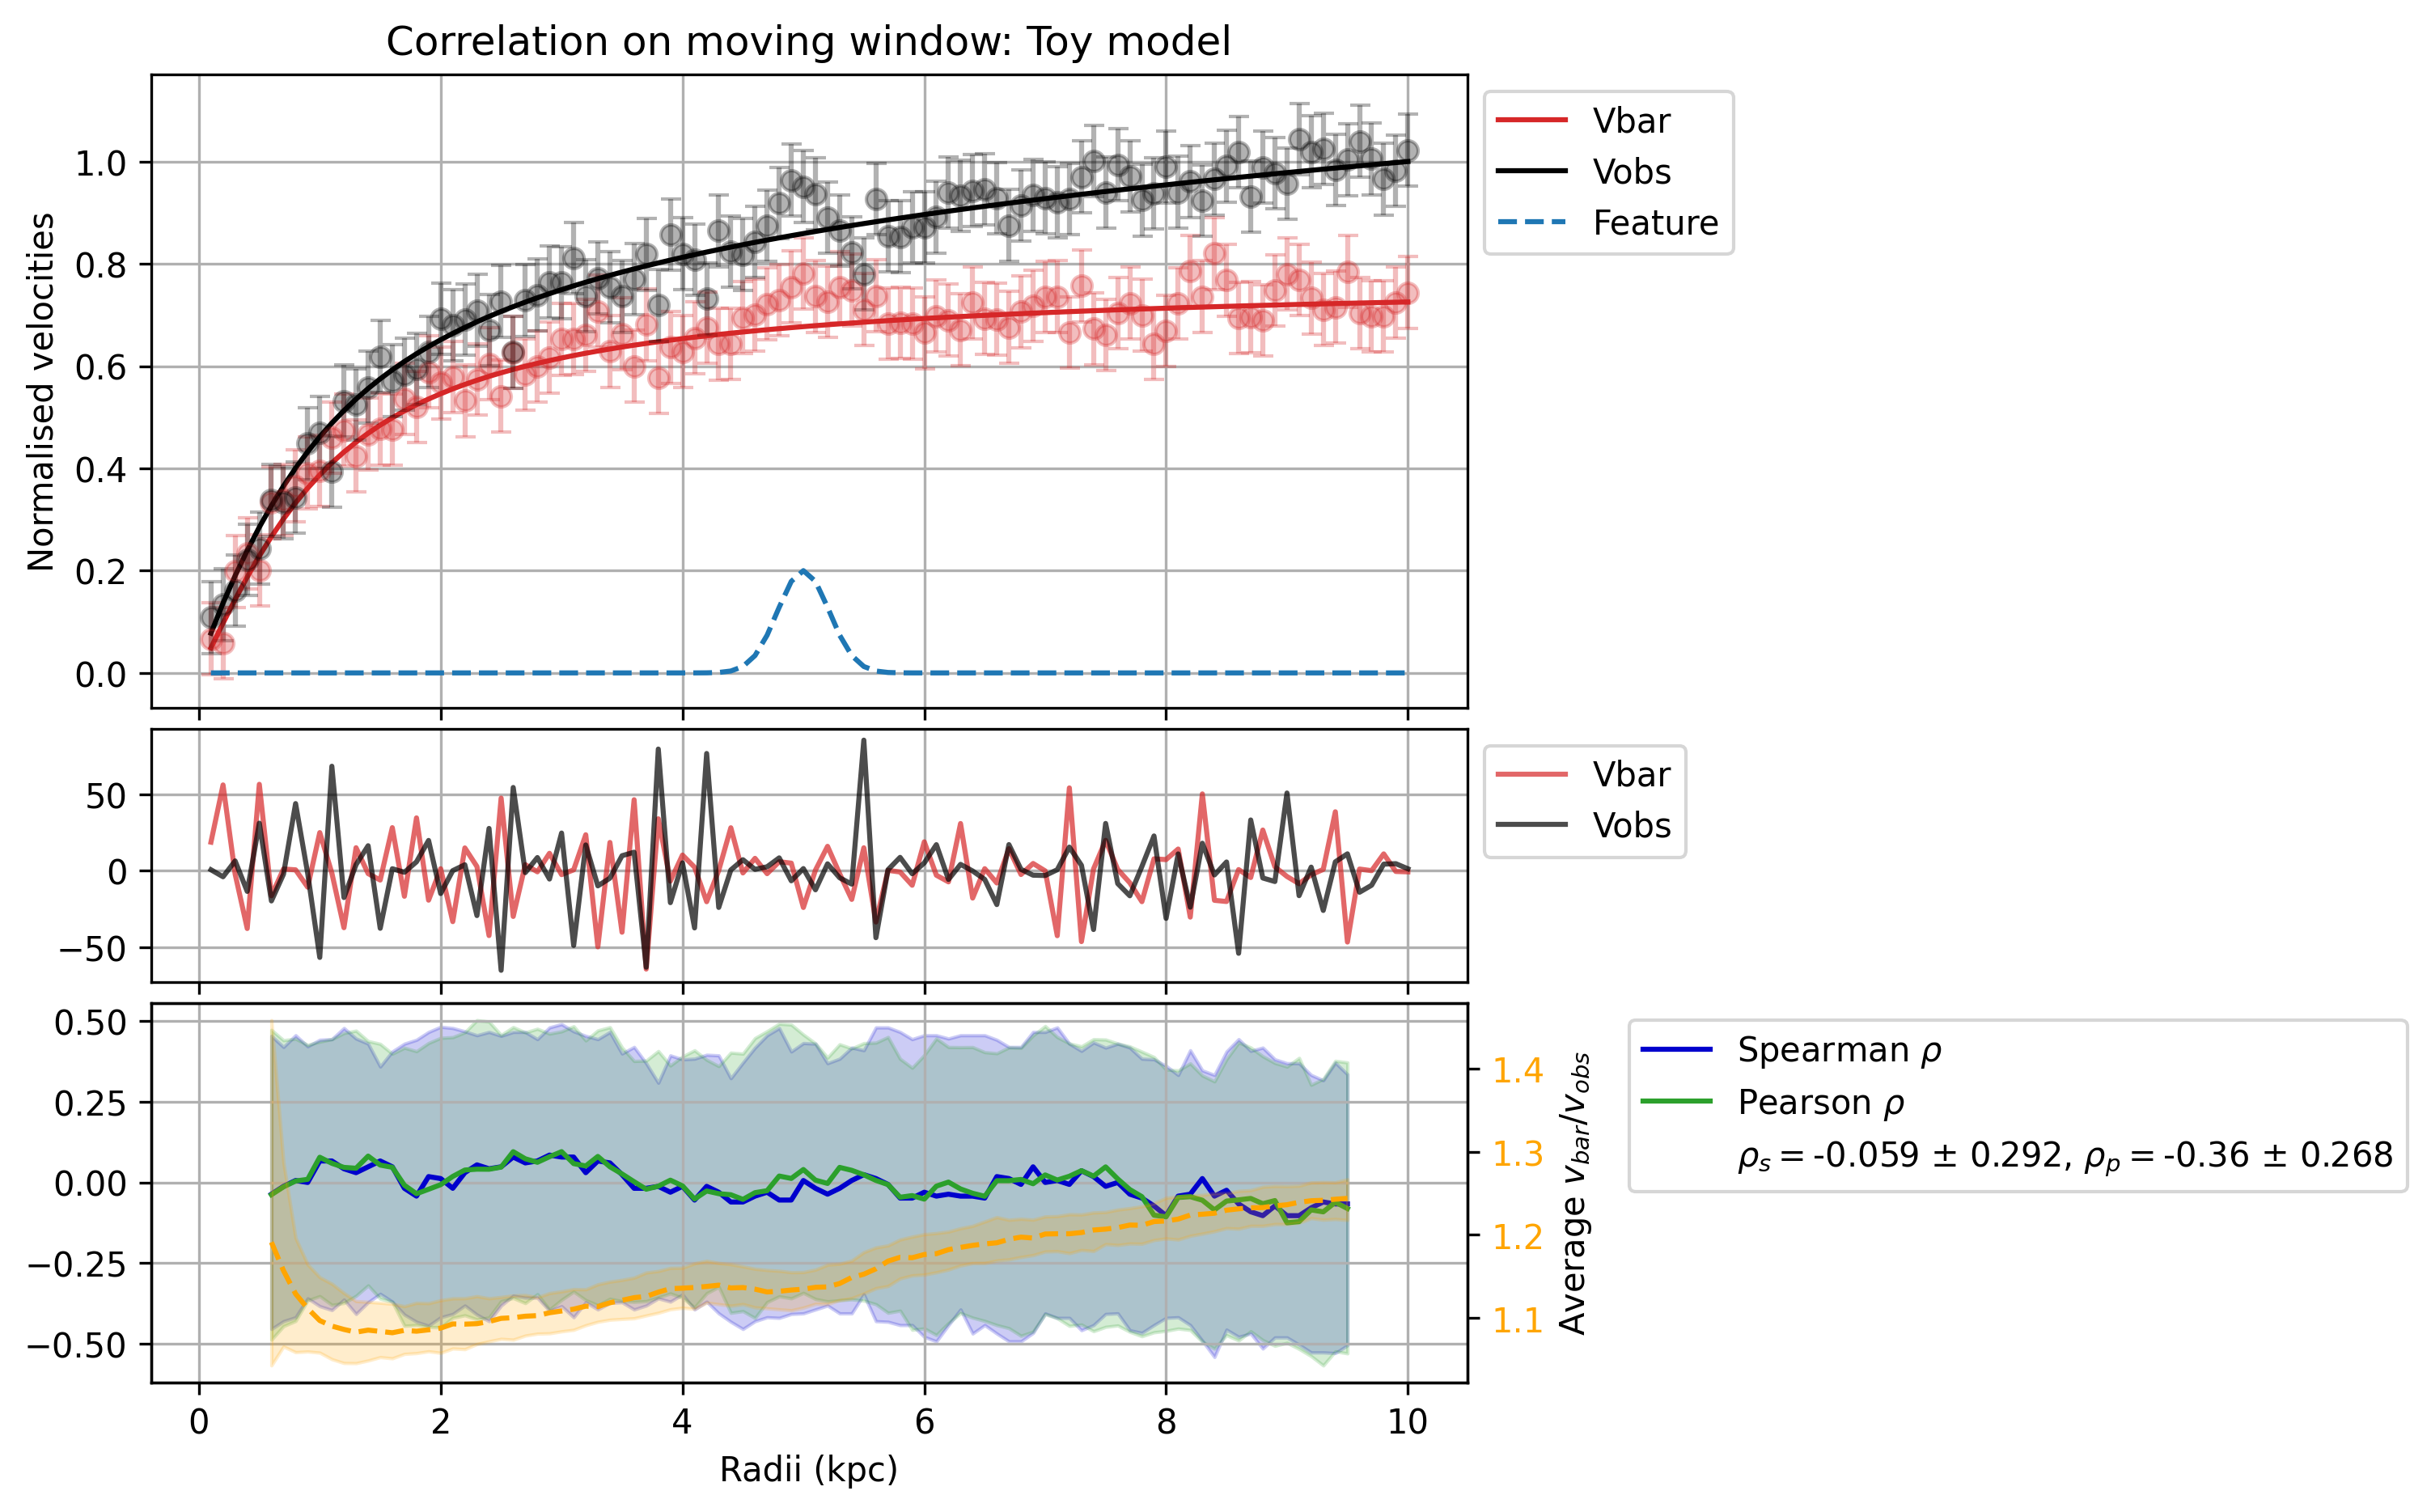 Correlation on moving window: Toy model
Normalised velocities
1.0
0.8
0.6
0.4
0.2
0.0
Vbar
Vobs
Feature
50
0
−50
Vbar
Vobs
0.50
0.25
0.00
−0.25
−0.50
1.4
1.3
1.2
1.1
Average v_bar/v_obs
Spearman ρ
Pearson ρ
ρ_s = -0.059 ± 0.292, ρ_p = -0.36 ± 0.268
0 2 4 6 8 10
Radii (kpc)